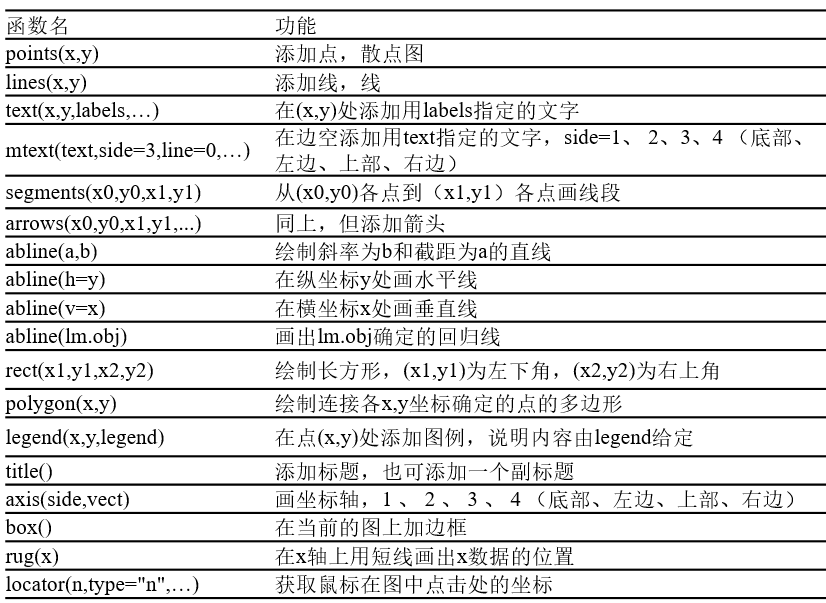 函数名 功能
points(x,y) 添加点，散点图
lines(x,y) 添加线，线
text(x,y,labels,…) 在(x,y)处添加用labels指定的文字
mtext(text,side=3,line=0,…) 在边空添加用text指定的文字，side=1、 2、3、4 （底部、
左边、上部、右边）
segments(x0,y0,x1,y1) 从(x0,y0)各点到（x1,y1）各点画线段
arrows(x0,y0,x1,y1,...) 同上，但添加箭头
abline(a,b) 绘制斜率为b和截距为a的直线
abline(h=y) 在纵坐标y处画水平线
abline(v=x) 在横坐标x处画垂直线
abline(lm.obj) 画出lm.obj确定的回归线
rect(x1,y1,x2,y2) 绘制长方形，(x1,y1)为左下角，(x2,y2)为右上角
polygon(x,y) 绘制连接各x,y坐标确定的点的多边形
legend(x,y,legend) 在点(x,y)处添加图例，说明内容由legend给定
title() 添加标题，也可添加一个副标题
axis(side,vect) 画坐标轴，1 、 2 、 3 、 4 （底部、左边、上部、右边）
box() 在当前的图上加边框
rug(x) 在x轴上用短线画出x数据的位置
locator(n,type="n",…) 获取鼠标在图中点击处的坐标